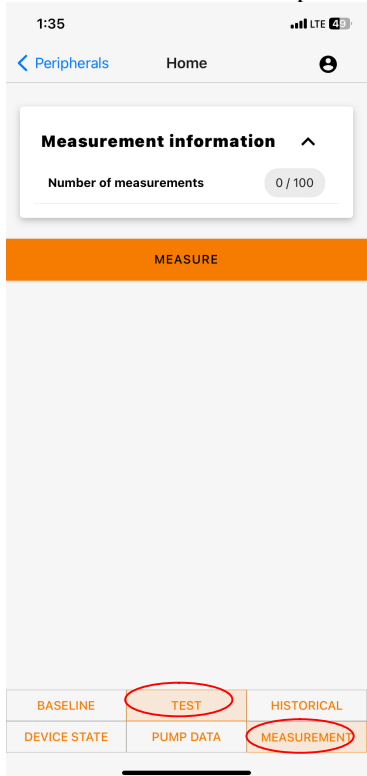 1:35 LTE 49
Peripherals Home
Measurement information
Number of measurements 0 / 100
MEASURE
BASELINE TEST HISTORICAL
DEVICE STATE PUMP DATA MEASUREMENT